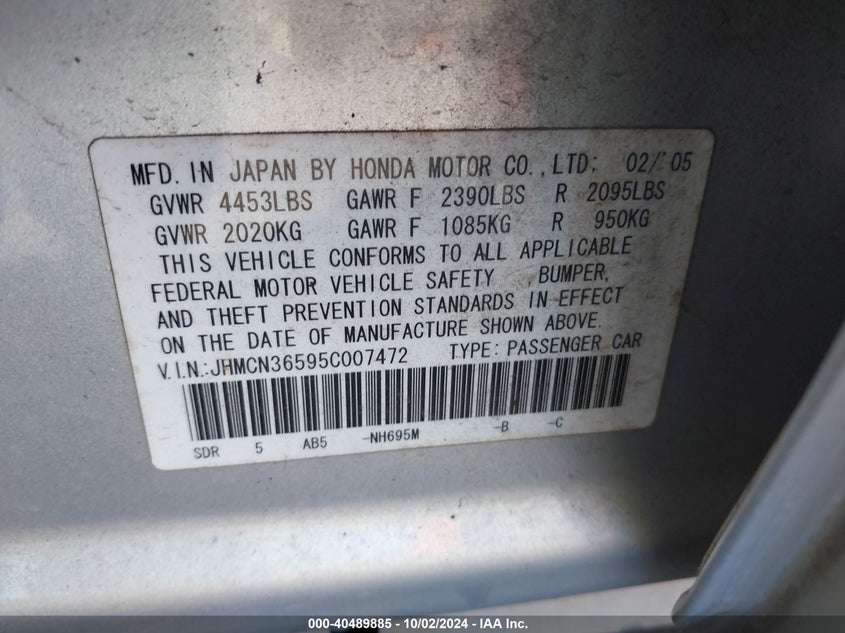 MFD. IN JAPAN BY HONDA MOTOR CO.,LTD. 02/'05
GVWR 4453LBS GAWR F 2390LBS R 2095LBS
GVWR 2020KG GAWR F 1085KG R 950KG
THIS VEHICLE CONFORMS TO ALL APPLICABLE
FEDERAL MOTOR VEHICLE SAFETY ,BUMPER,
AND THEFT PREVENTION STANDARDS IN EFFECT
ON THE DATE OF MANUFACTURE SHOWN ABOVE.
V.I.N.:JHMCN36595C007472 TYPE:PASSENGER CAR
SDR 5 AB5 -NH695M -B -C
000-40489885 - 10/02/2024 - IAA Inc.